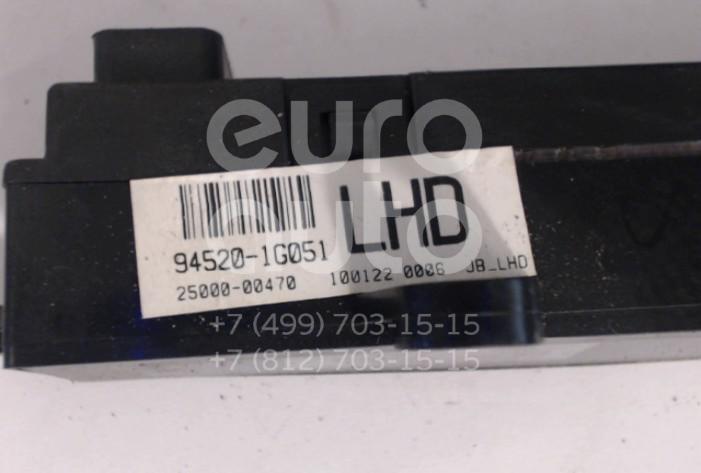 euro
auto
LHD
94520-1G051
25000-00470 100122 0006 JB_LHD
+7 (499) 703-15-15
+7 (812) 703-15-15